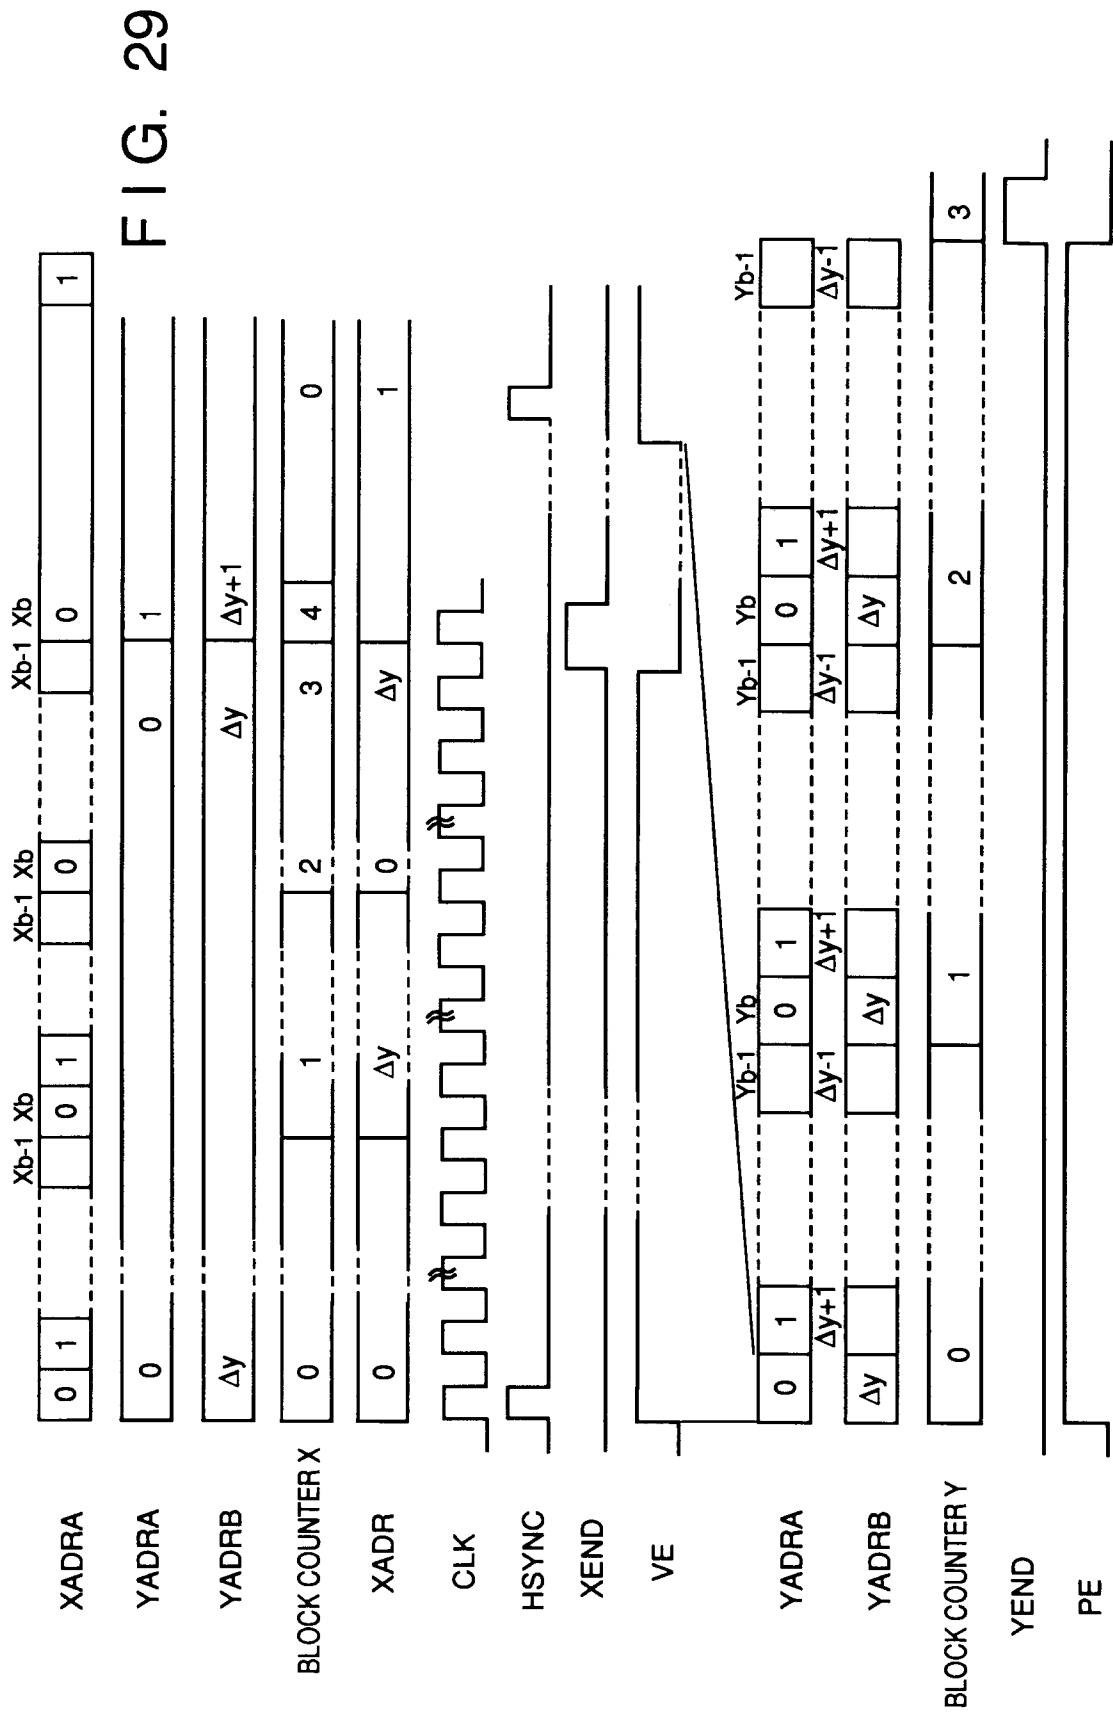 FIG. 29
Xb-1 Xb Xb-1 Xb Xb-1 Xb
XADRA 0 1 0 1 0 0 1
YADRA 0 0 1
YADRB Δy Δy Δy+1
BLOCK COUNTER X 0 1 2 3 4 0
XADR 0 Δy 0 Δy 1
CLK
HSYNC
XEND
VE
Yb-1 Yb Yb-1 Yb Yb-1
YADRA 0 1 0 1 0 1
Δy+1 Δy-1 Δy+1 Δy-1 Δy+1 Δy-1
YADRB Δy Δy Δy
BLOCK COUNTER Y 0 1 2 3
YEND
PE